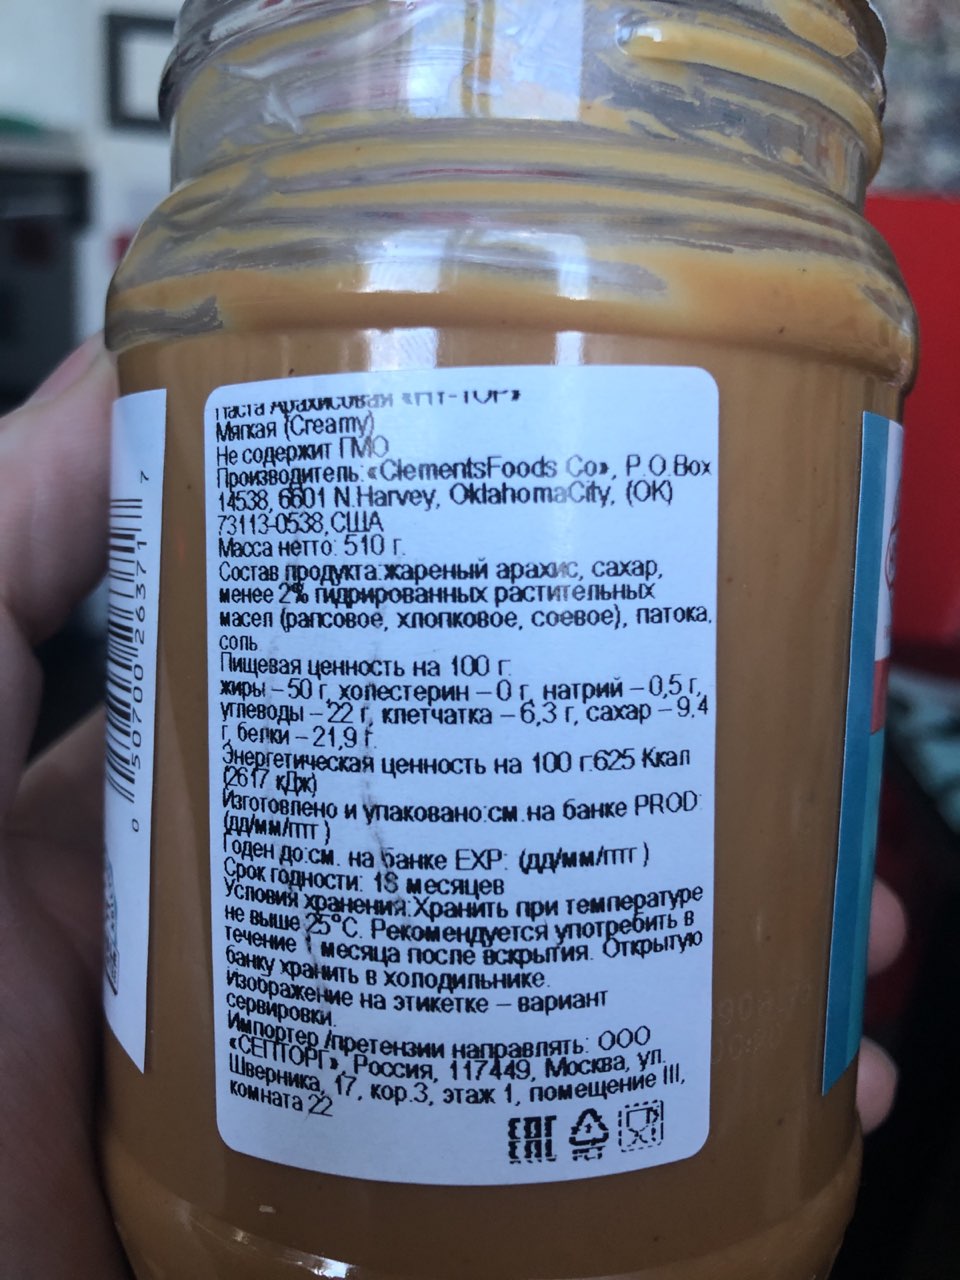 Паста Арахисовая «ПТ-ТОР»
Мягкая (Creamy)
Не содержит ГМО
Производитель: «ClementsFoods Co», P.O.Box
14538, 6601 N.Harvey, OklahomaCity, (OK)
73113-0538, США
Масса нетто: 510 г.
Состав продукта:жареный арахис, сахар,
менее 2% гидрированных растительных
масел (рапсовое, хлопковое, соевое), патока,
соль
Пищевая ценность на 100 г:
жиры – 50 г, холестерин – 0 г, натрий – 0,5 г,
углеводы – 22 г, клетчатка – 6,3 г, сахар – 9.4
г, белки – 21,9 г.
Энергетическая ценность на 100 г:625 Ккал
(2617 кДж)
Изготовлено и упаковано:см.на банке PROD:
(дд/мм/гггг)
Годен до:см. на банке EXP: (дд/мм/гггг)
Срок годности: 18 месяцев
Условия хранения:Хранить при температуре
не выше 25°С. Рекомендуется употребить в
течение 1 месяца после вскрытия. Открытую
банку хранить в холодильнике.
Изображение на этикетке – вариант
сервировки.
Импортер /претензии направлять: ООО
«СЕПТОРГ», Россия, 117449, Москва, ул.
Шверника, 17, кор.3, этаж 1, помещение III,
комната 22
EAC
PET
0 50700 26371 7